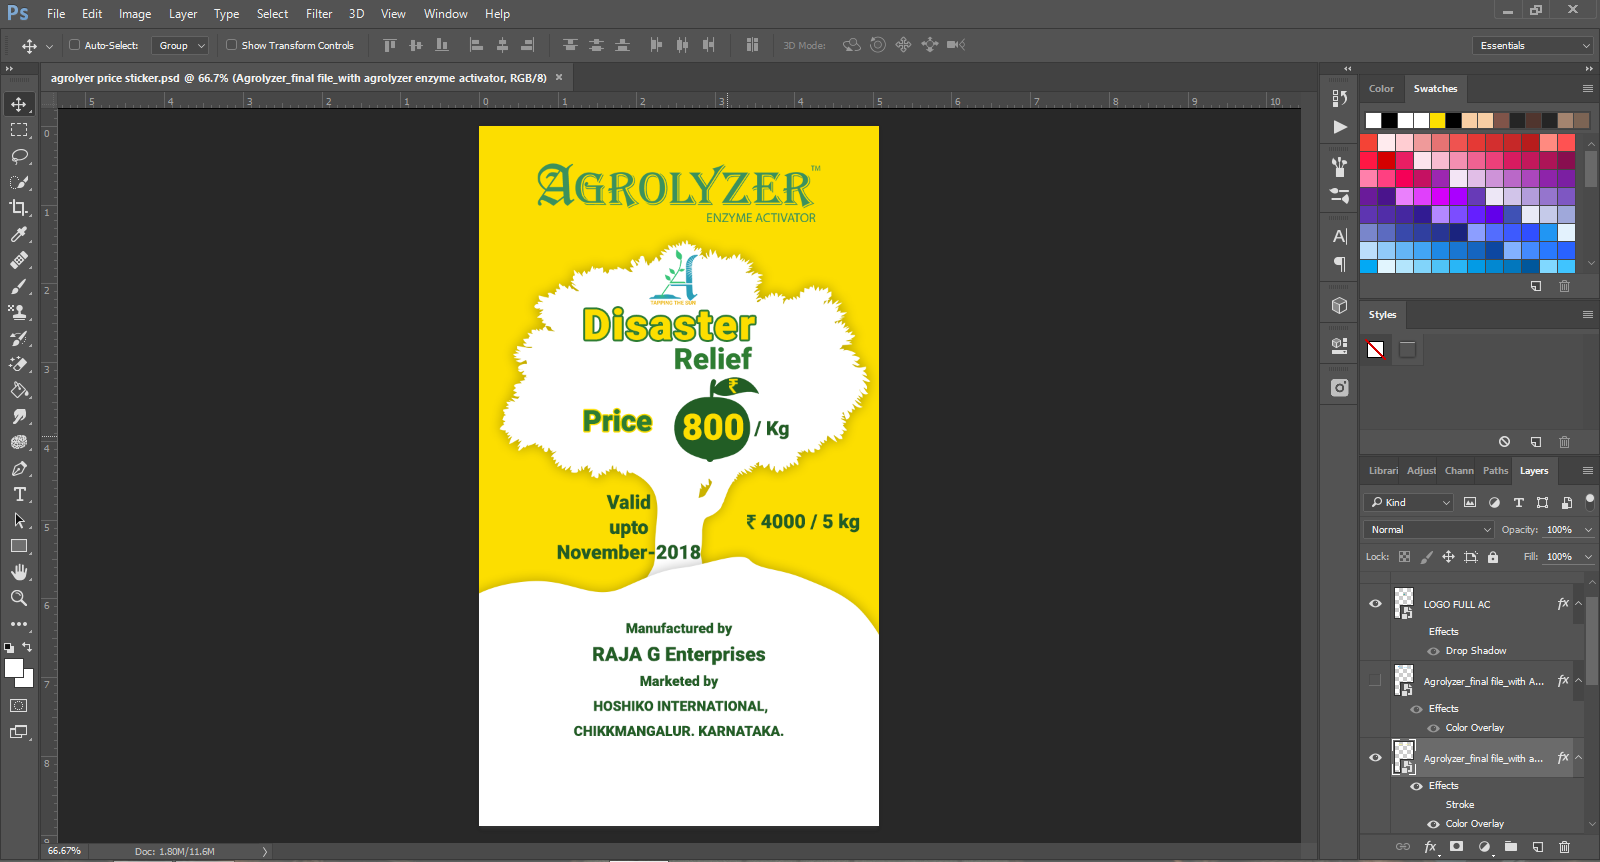 Ps File Edit Image Layer Type Select Filter 3D View Window Help
Auto-Select: Group Show Transform Controls 3D Mode: Essentials
agrolyer price sticker.psd @ 66.7% (Agrolyzer_final file_with agrolyzer enzyme activator, RGB/8) ×
5 4 3 2 1 0 1 2 3 4 5 6 7 8 9 10
0
1
2
3
4
5
6
7
8
9
AGROLYZER™
ENZYME ACTIVATOR
TAMPING THE SUN
Disaster
Relief
₹
Price 800 / Kg
Valid
upto
November-2018
₹ 4000 / 5 kg
Manufactured by
RAJA G Enterprises
Marketed by
HOSHIKO INTERNATIONAL,
CHIKKMANGALUR. KARNATAKA.
Color Swatches
Styles
Librari Adjust Chann Paths Layers
Kind
Normal Opacity: 100%
Lock: Fill: 100%
LOGO FULL AC fx
Effects
Drop Shadow
Agrolyzer_final file_with A... fx
Effects
Color Overlay
Agrolyzer_final file_with a... fx
Effects
Stroke
Color Overlay
fx
66.67% Doc: 1.80M/11.6M